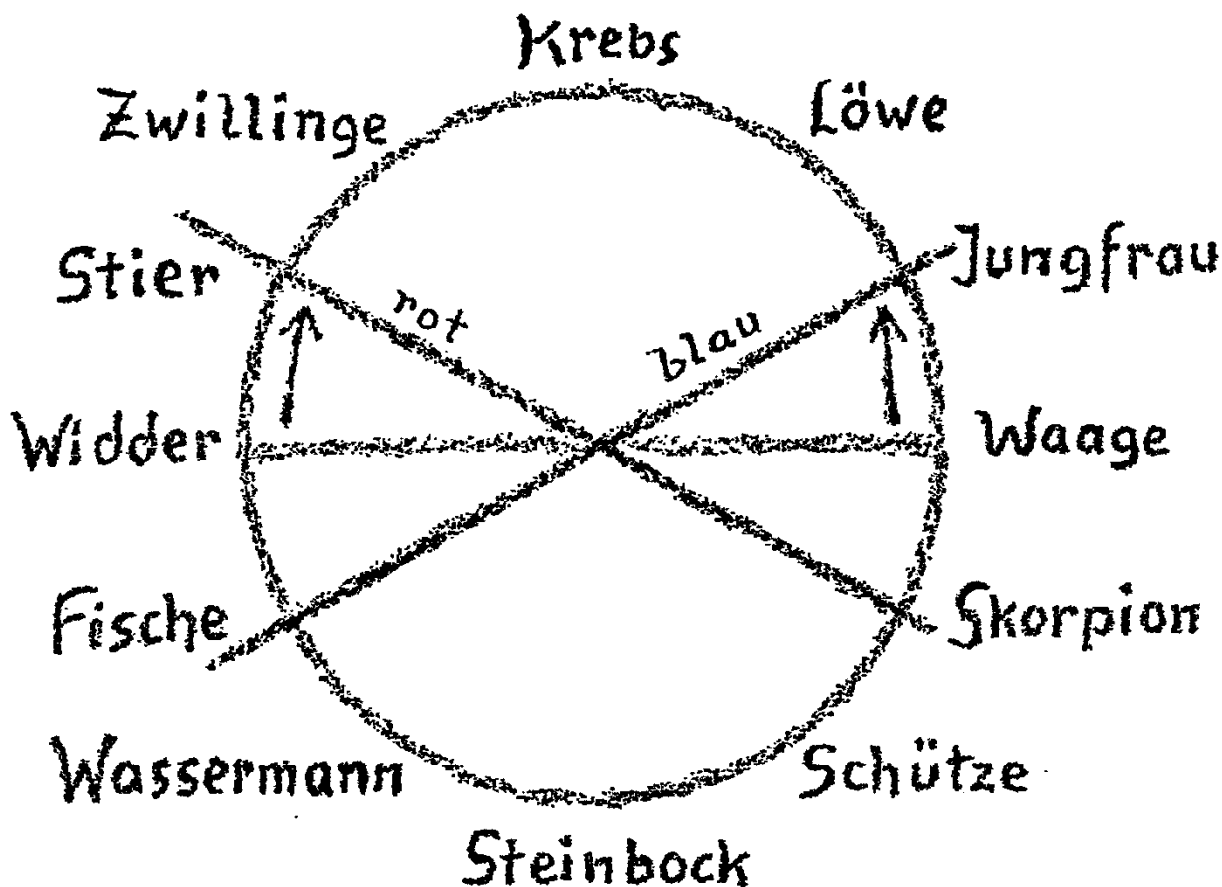 Krebs
Zwillinge
Löwe
Stier
rot
blau
Jungfrau
Widder
Waage
Fische
Skorpion
Wassermann
Schütze
Steinbock